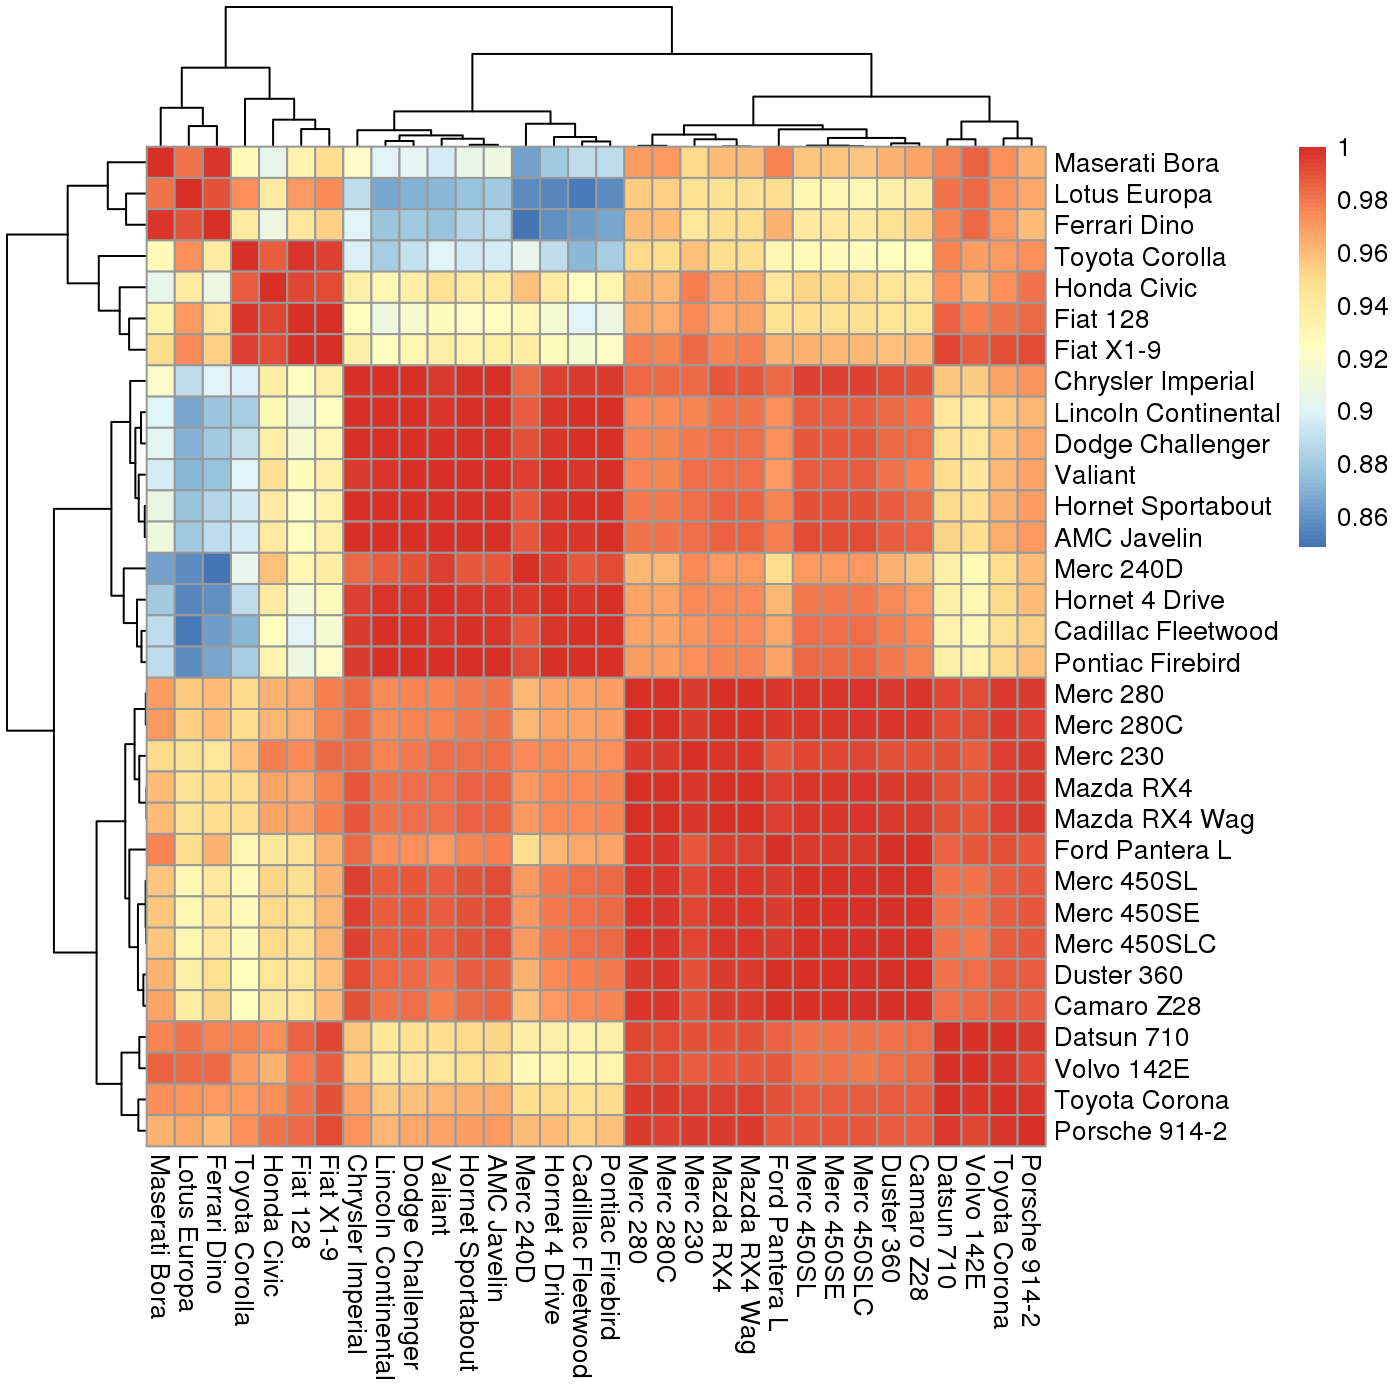 1
0.98
0.96
0.94
0.92
0.9
0.88
0.86
Maserati Bora
Lotus Europa
Ferrari Dino
Toyota Corolla
Honda Civic
Fiat 128
Fiat X1-9
Chrysler Imperial
Lincoln Continental
Dodge Challenger
Valiant
Hornet Sportabout
AMC Javelin
Merc 240D
Hornet 4 Drive
Cadillac Fleetwood
Pontiac Firebird
Merc 280
Merc 280C
Merc 230
Mazda RX4
Mazda RX4 Wag
Ford Pantera L
Merc 450SL
Merc 450SE
Merc 450SLC
Duster 360
Camaro Z28
Datsun 710
Volvo 142E
Toyota Corona
Porsche 914-2
Maserati Bora
Lotus Europa
Ferrari Dino
Toyota Corolla
Honda Civic
Fiat 128
Fiat X1-9
Chrysler Imperial
Lincoln Continental
Dodge Challenger
Valiant
Hornet Sportabout
AMC Javelin
Merc 240D
Hornet 4 Drive
Cadillac Fleetwood
Pontiac Firebird
Merc 280
Merc 280C
Merc 230
Mazda RX4
Mazda RX4 Wag
Ford Pantera L
Merc 450SL
Merc 450SE
Merc 450SLC
Duster 360
Camaro Z28
Datsun 710
Volvo 142E
Toyota Corona
Porsche 914-2